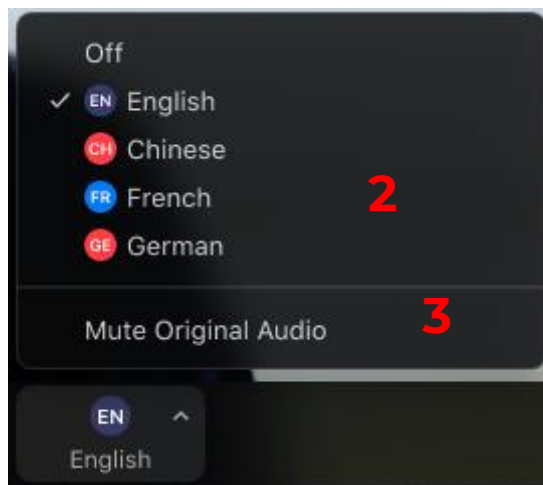 Off
EN English
CH Chinese
FR French
2
GE German
Mute Original Audio 3
EN
English